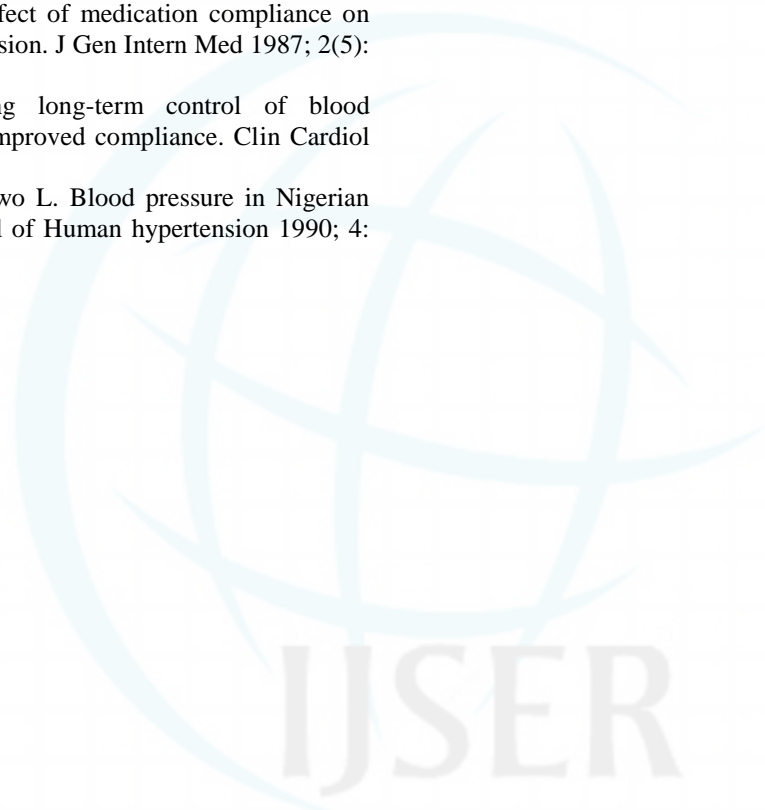 fect of medication compliance on
sion. J Gen Intern Med 1987; 2(5):
ng long-term control of blood
mproved compliance. Clin Cardiol
wo L. Blood pressure in Nigerian
l of Human hypertension 1990; 4:
IJSER